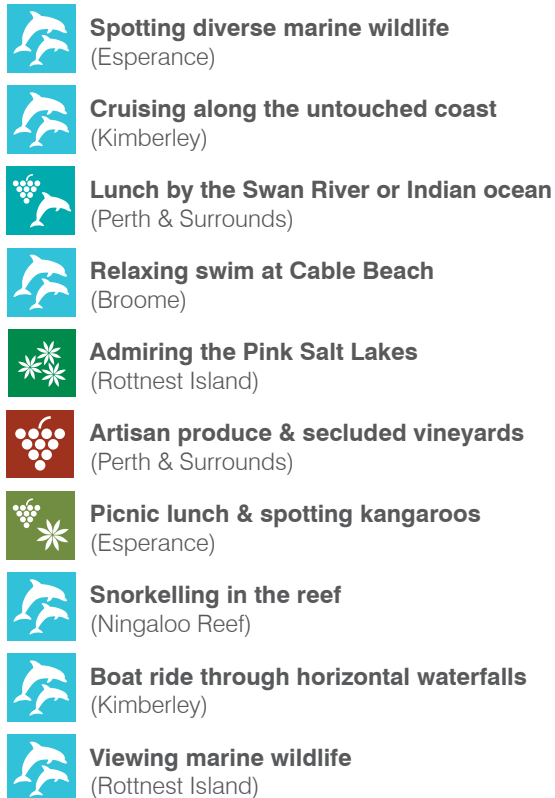 Spotting diverse marine wildlife
(Esperance)
Cruising along the untouched coast
(Kimberley)
Lunch by the Swan River or Indian ocean
(Perth & Surrounds)
Relaxing swim at Cable Beach
(Broome)
Admiring the Pink Salt Lakes
(Rottnest Island)
Artisan produce & secluded vineyards
(Perth & Surrounds)
Picnic lunch & spotting kangaroos
(Esperance)
Snorkelling in the reef
(Ningaloo Reef)
Boat ride through horizontal waterfalls
(Kimberley)
Viewing marine wildlife
(Rottnest Island)